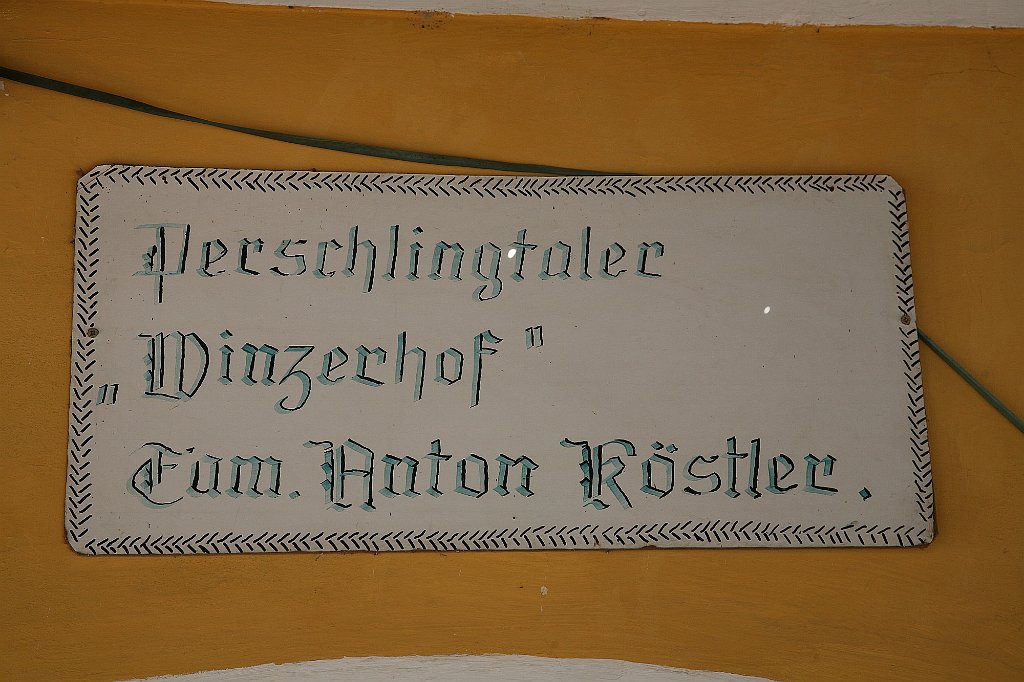 Perschlingtaler
„Winzerhof"
Fam. Anton Köstler.